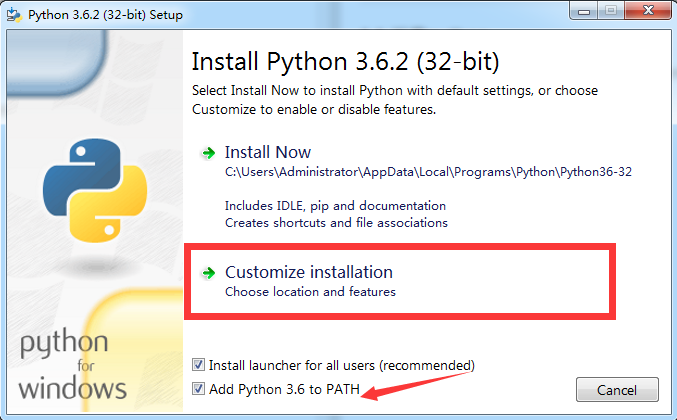 Python 3.6.2 (32-bit) Setup
Install Python 3.6.2 (32-bit)
Select Install Now to install Python with default settings, or choose
Customize to enable or disable features.
Install Now
C:\Users\Administrator\AppData\Local\Programs\Python\Python36-32
Includes IDLE, pip and documentation
Creates shortcuts and file associations
Customize installation
Choose location and features
python
for
windows
Install launcher for all users (recommended)
Add Python 3.6 to PATH
Cancel